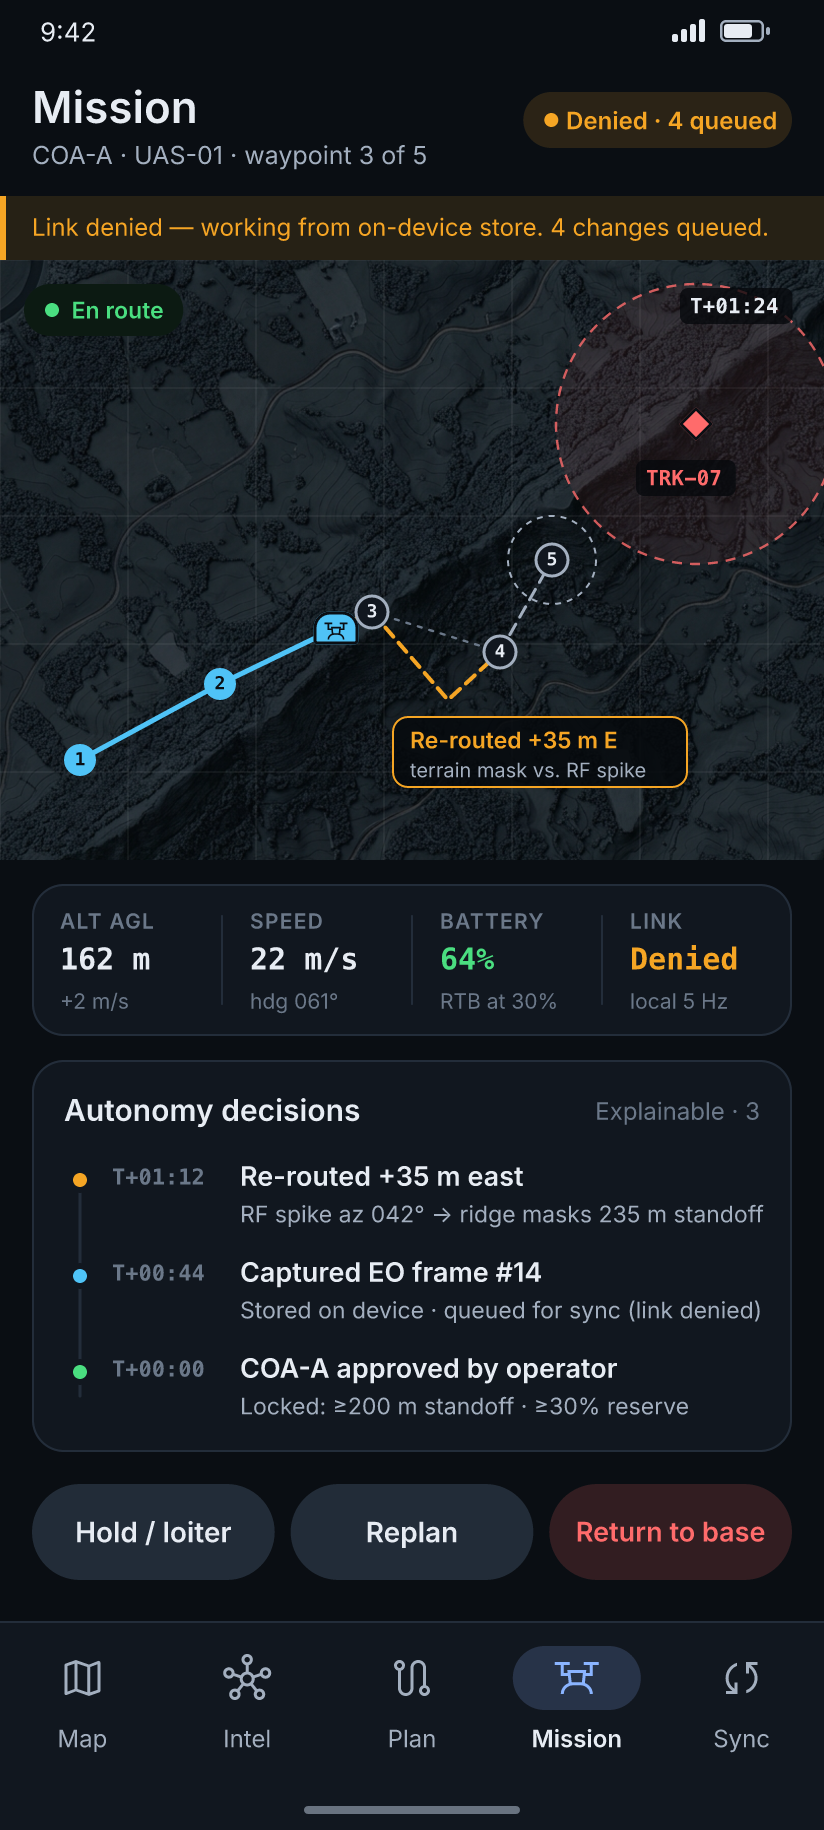 9:42
Mission
Denied · 4 queued
COA-A · UAS-01 · waypoint 3 of 5
Link denied — working from on-device store. 4 changes queued.
En route
T+01:24
TRK–07
5
3
4
2
1
Re-routed +35 m E
terrain mask vs. RF spike
ALT AGL
162 m
+2 m/s
SPEED
22 m/s
hdg 061°
BATTERY
64%
RTB at 30%
LINK
Denied
local 5 Hz
Autonomy decisions
Explainable · 3
T+01:12
Re-routed +35 m east
RF spike az 042° → ridge masks 235 m standoff
T+00:44
Captured EO frame #14
Stored on device · queued for sync (link denied)
T+00:00
COA-A approved by operator
Locked: ≥200 m standoff · ≥30% reserve
Hold / loiter
Replan
Return to base
Map
Intel
Plan
Mission
Sync